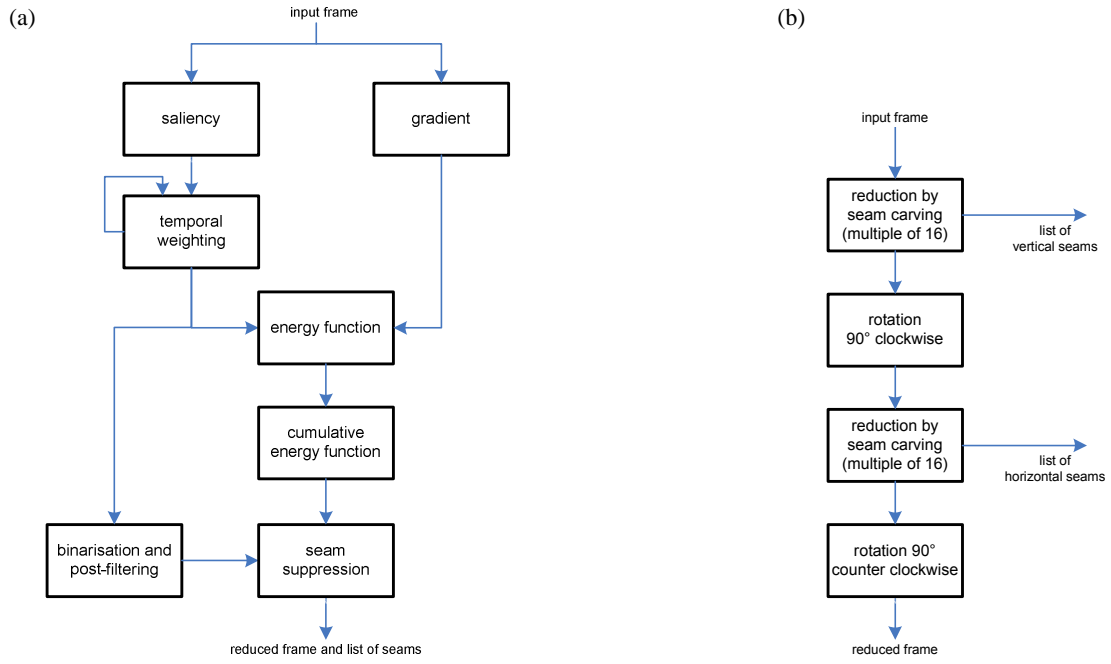 (a)
input frame
saliency
gradient
temporal
weighting
energy function
cumulative
energy function
binarisation and
post-filtering
seam
suppression
reduced frame and list of seams
(b)
input frame
reduction by
seam carving
(multiple of 16)
list of
vertical seams
rotation
90° clockwise
reduction by
seam carving
(multiple of 16)
list of
horizontal seams
rotation 90°
counter clockwise
reduced frame